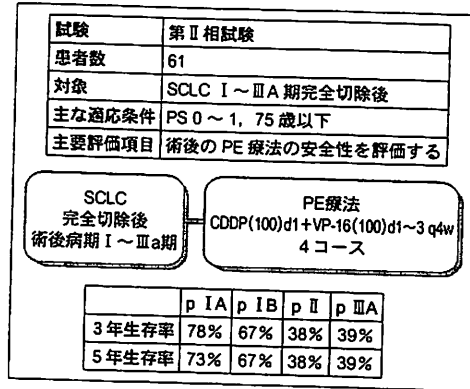 試験 第Ⅱ相試験
患者数 61
対象 SCLC Ⅰ～ⅢA期完全切除後
主な適応条件 PS 0～1，75歳以下
主要評価項目 術後のPE療法の安全性を評価する
SCLC
完全切除後
術後病期Ⅰ～Ⅲa期
PE療法
CDDP(100)d1+VP-16(100)d1~3 q4w
4コース
pⅠA pⅠB pⅡ pⅢA
3年生存率 78% 67% 38% 39%
5年生存率 73% 67% 38% 39%